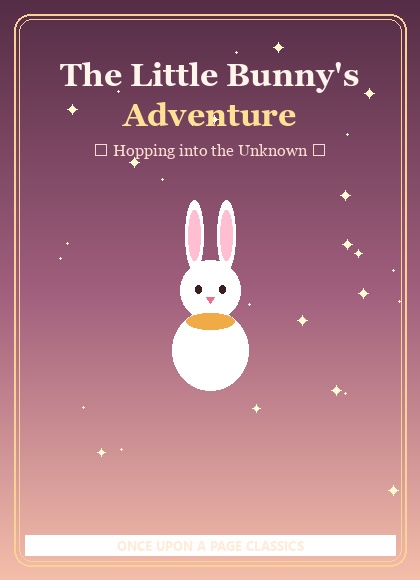 The Little Bunny's
Adventure
□ Hopping into the Unknown □
ONCE UPON A PAGE CLASSICS